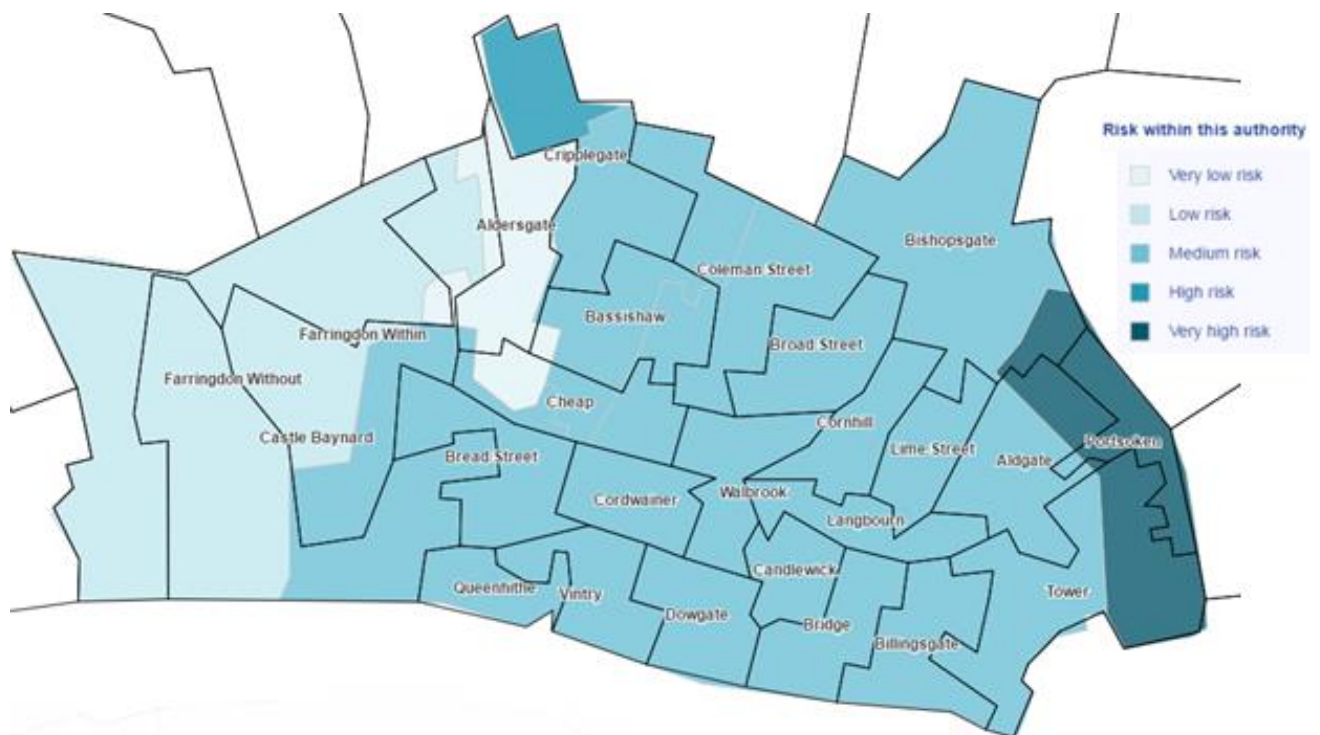 Risk within this authority
Very low risk
Low risk
Medium risk
High risk
Very high risk
Cripplegate
Aldersgate
Bishopsgate
Coleman Street
Bassishaw
Farringdon Within
Broad Street
Farringdon Without
Cheap
Cornhill
Castle Baynard
Lime Street
Portsoken
Bread Street
Aldgate
Cordwainer
Walbrook
Langbourn
Candlewick
Queenhithe
Vintry
Tower
Dowgate
Bridge
Billingsgate